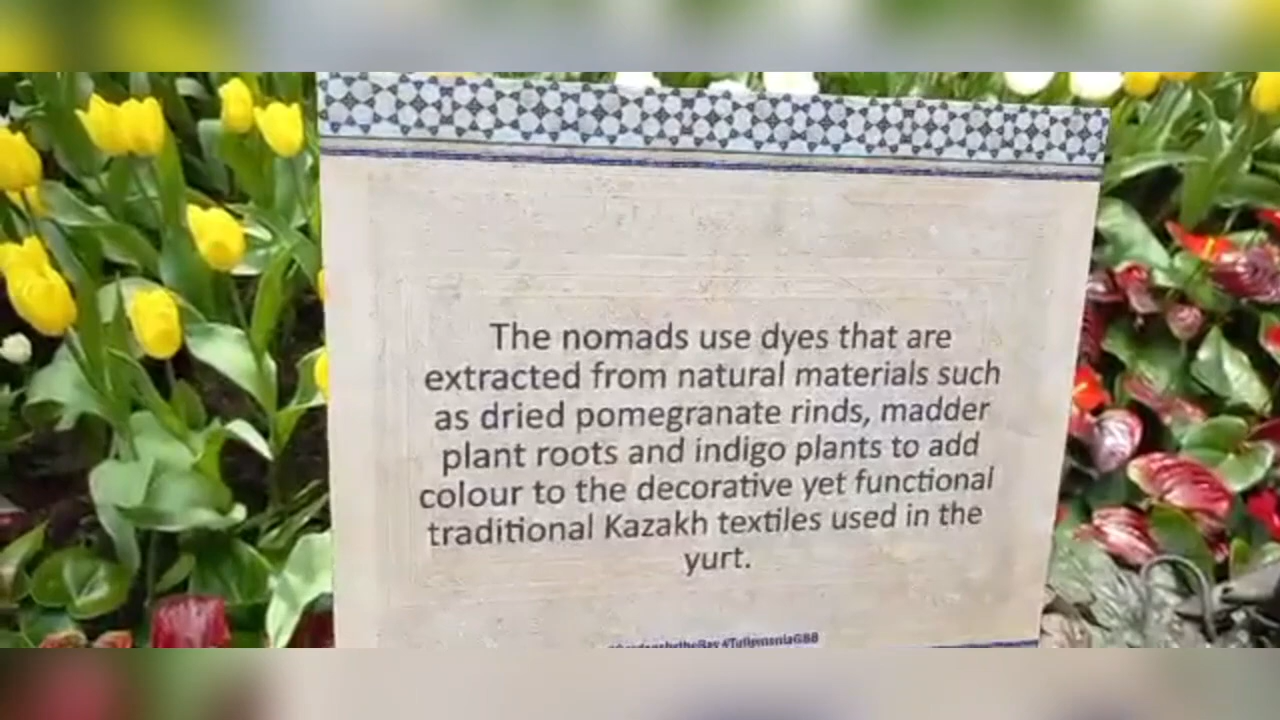 The nomads use dyes that are
extracted from natural materials such
as dried pomegranate rinds, madder
plant roots and indigo plants to add
colour to the decorative yet functional
traditional Kazakh textiles used in the
yurt.